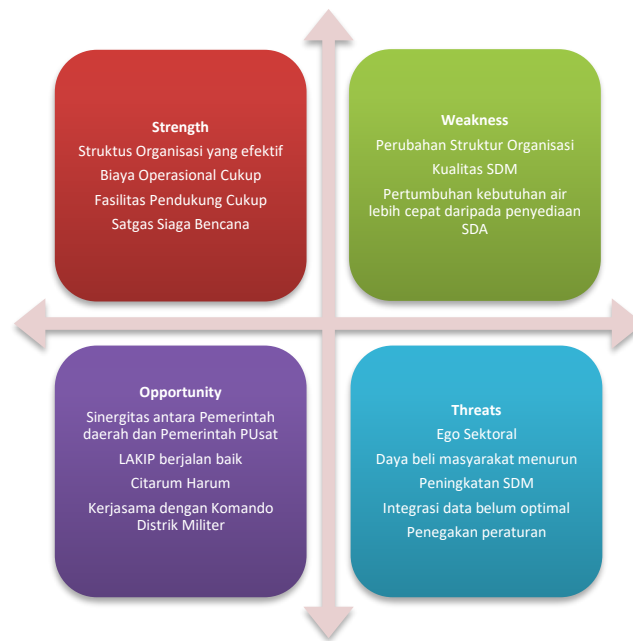 Strength
Struktus Organisasi yang efektif
Biaya Operasional Cukup
Fasilitas Pendukung Cukup
Satgas Siaga Bencana
Weakness
Perubahan Struktur Organisasi
Kualitas SDM
Pertumbuhan kebutuhan air
lebih cepat daripada penyediaan
SDA
Opportunity
Sinergitas antara Pemerintah
daerah dan Pemerintah PUsat
LAKIP berjalan baik
Citarum Harum
Kerjasama dengan Komando
Distrik Militer
Threats
Ego Sektoral
Daya beli masyarakat menurun
Peningkatan SDM
Integrasi data belum optimal
Penegakan peraturan